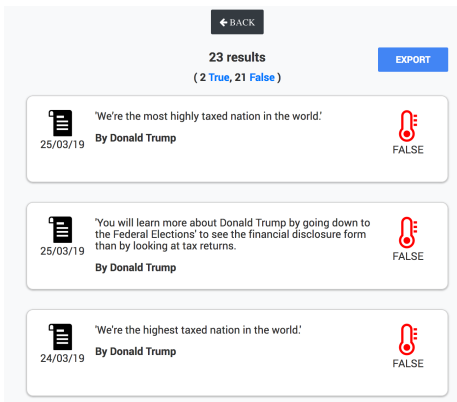 BACK
23 results
( 2 True, 21 False )
EXPORT
'We're the most highly taxed nation in the world.'
By Donald Trump
25/03/19
FALSE
'You will learn more about Donald Trump by going down to
the Federal Elections' to see the financial disclosure form
than by looking at tax returns.
By Donald Trump
25/03/19
FALSE
'We're the highest taxed nation in the world.'
By Donald Trump
24/03/19
FALSE